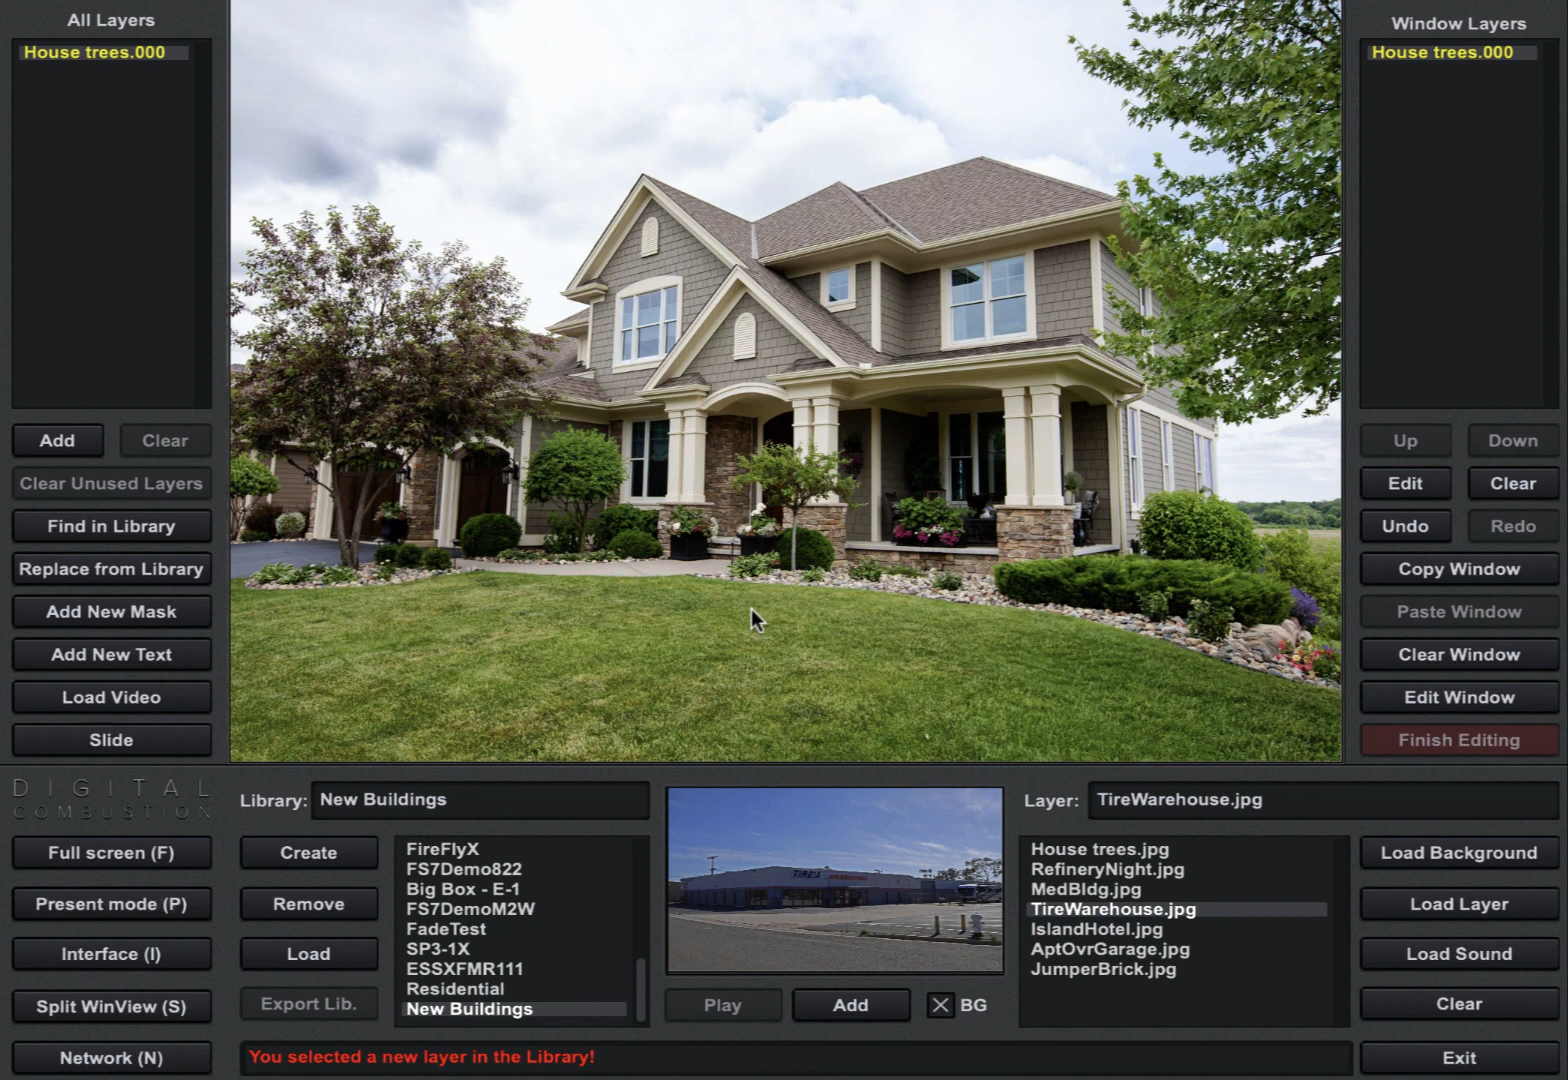 All Layers
House trees.000
Add
Clear
Clear Unused Layers
Find in Library
Replace from Library
Add New Mask
Add New Text
Load Video
Slide
Window Layers
House trees.000
Up
Down
Edit
Clear
Undo
Redo
Copy Window
Paste Window
Clear Window
Edit Window
Finish Editing
DIGITAL
COMBUSTION
Full screen (F)
Present mode (P)
Interface (I)
Split WinView (S)
Network (N)
Library:
New Buildings
Create
Remove
Load
Export Lib.
FireFlyX
FS7Demo822
Big Box - E-1
FS7DemoM2W
FadeTest
SP3-1X
ESSXFMR111
Residential
New Buildings
TIRES
Play
Add
BG
Layer:
TireWarehouse.jpg
House trees.jpg
RefineryNight.jpg
MedBldg.jpg
TireWarehouse.jpg
IslandHotel.jpg
AptOvrGarage.jpg
JumperBrick.jpg
Load Background
Load Layer
Load Sound
Clear
Exit
You selected a new layer in the Library!